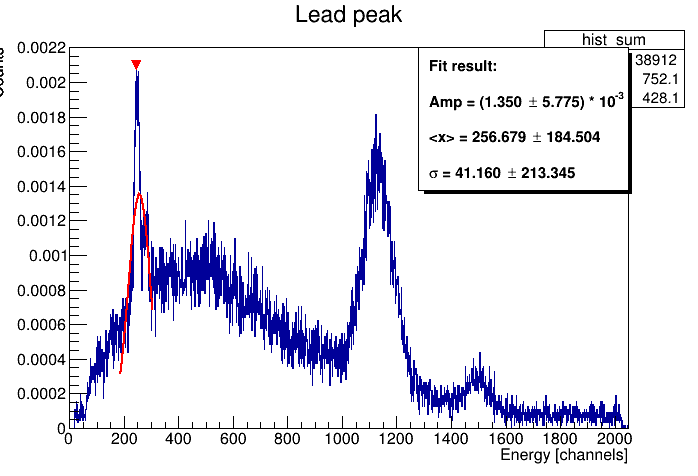 Lead peak
hist_sum
38912
752.1
428.1
Fit result:
Amp = (1.350 ± 5.775) * 10-3
<x> = 256.679 ± 184.504
σ = 41.160 ± 213.345
0.0022
0.002
0.0018
0.0016
0.0014
0.0012
0.001
0.0008
0.0006
0.0004
0.0002
0
0 200 400 600 800 1000 1200 1400 1600 1800 2000
Energy [channels]